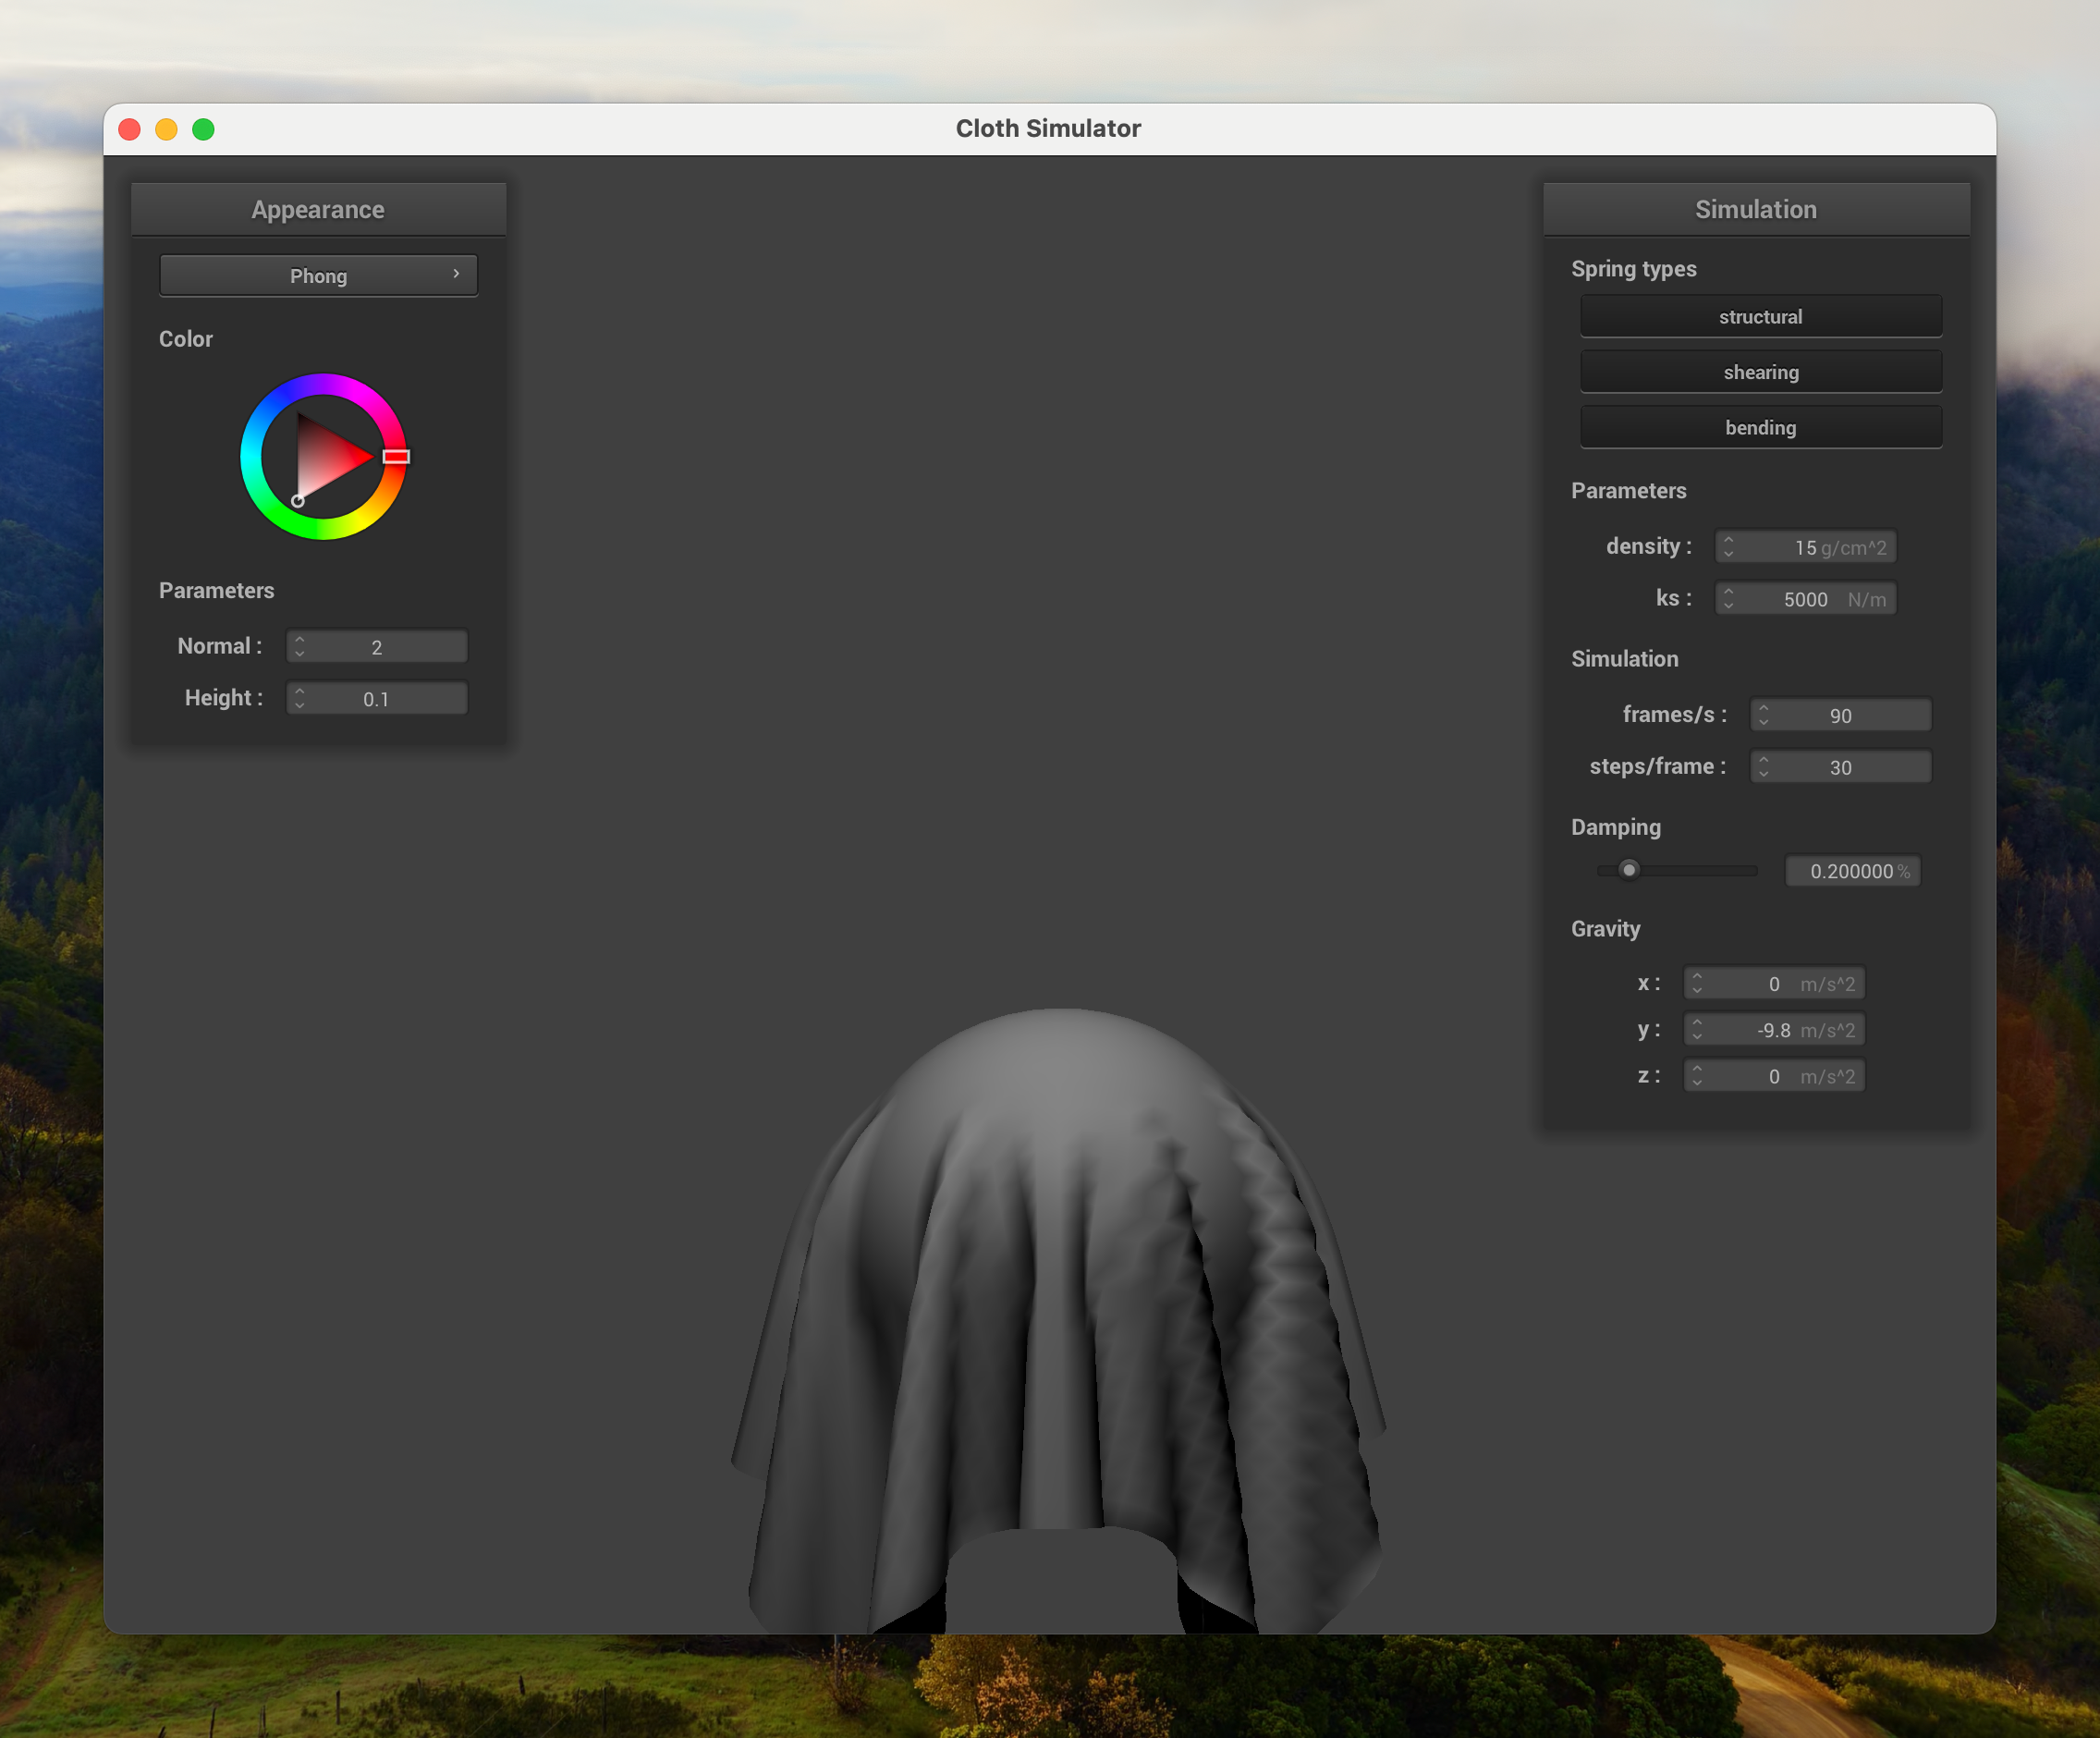 Cloth Simulator
Appearance
Phong
Color
Parameters
Normal : 2
Height : 0.1
Simulation
Spring types
structural
shearing
bending
Parameters
density : 15 g/cm^2
ks : 5000 N/m
Simulation
frames/s : 90
steps/frame : 30
Damping
0.200000 %
Gravity
x : 0 m/s^2
y : -9.8 m/s^2
z : 0 m/s^2